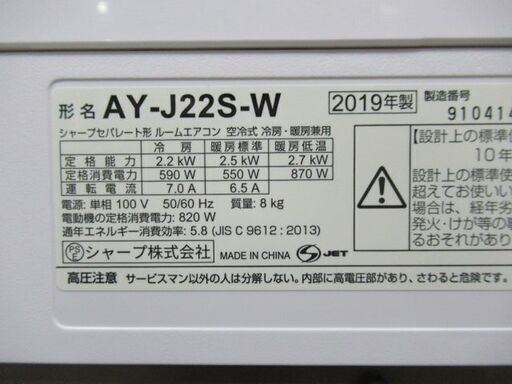 形名 AY-J22S-W 2019年製 製造番号
910414
シャープセパレート形 ルームエアコン 空冷式 冷房・暖房兼用
冷房 暖房標準 暖房低温
定格能力 2.2 kW 2.5 kW 2.7 kW
定格消費電力 590 W 550 W 870 W
運転電流 7.0 A 6.5 A
電源: 単相 100 V 50/60 Hz 質量: 8 kg
電動機の定格消費電力: 820 W
通年エネルギー消費効率: 5.8 (JIS C 9612 : 2013)
PS E シャープ株式会社 MADE IN CHINA S JET
【設計上の標準使
10年
設計上の標準使
超えてお使いい
場合は、経年劣
発火・けが等の
るおそれがあり
高圧注意 サービスマン以外の人は分解しない。内部に高電圧部があり、さわると危険です。